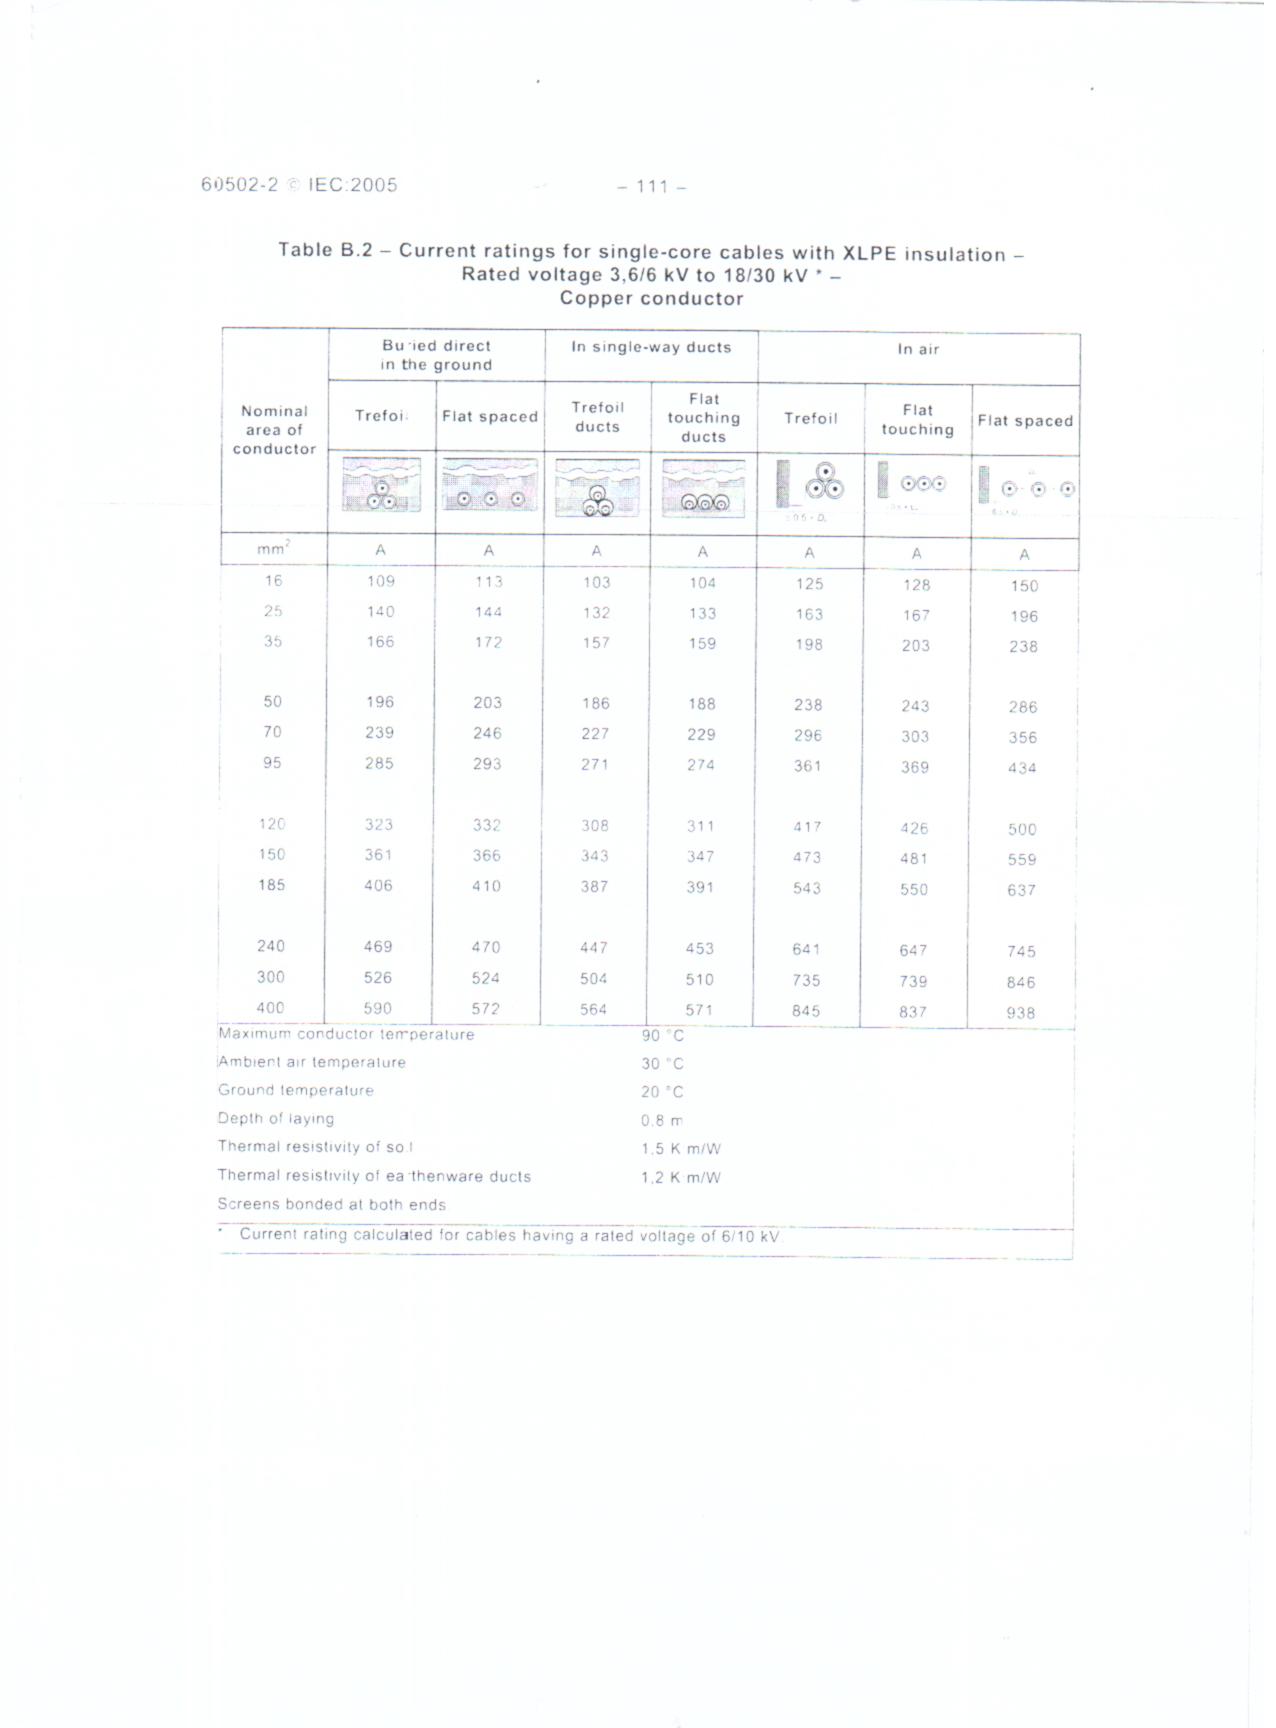 60502-2 © IEC:2005
– 111 –
Table B.2 – Current ratings for single-core cables with XLPE insulation –
Rated voltage 3,6/6 kV to 18/30 kV * –
Copper conductor
Nominal area of conductor
Buried direct in the ground
In single-way ducts
In air
Trefoil
Flat spaced
Trefoil ducts
Flat touching ducts
Trefoil
Flat touching
Flat spaced
mm² A A A A A A A
16 109 113 103 104 125 128 150
25 140 144 132 133 163 167 196
35 166 172 157 159 198 203 238
50 196 203 186 188 238 243 286
70 239 246 227 229 296 303 356
95 285 293 271 274 361 369 434
120 323 332 308 311 417 426 500
150 361 366 343 347 473 481 559
185 406 410 387 391 543 550 637
240 469 470 447 453 641 647 745
300 526 524 504 510 735 739 846
400 590 572 564 571 845 837 938
Maximum conductor temperature 90 °C
Ambient air temperature 30 °C
Ground temperature 20 °C
Depth of laying 0,8 m
Thermal resistivity of soil 1,5 K m/W
Thermal resistivity of earthenware ducts 1,2 K m/W
Screens bonded at both ends
* Current rating calculated for cables having a rated voltage of 6/10 kV.